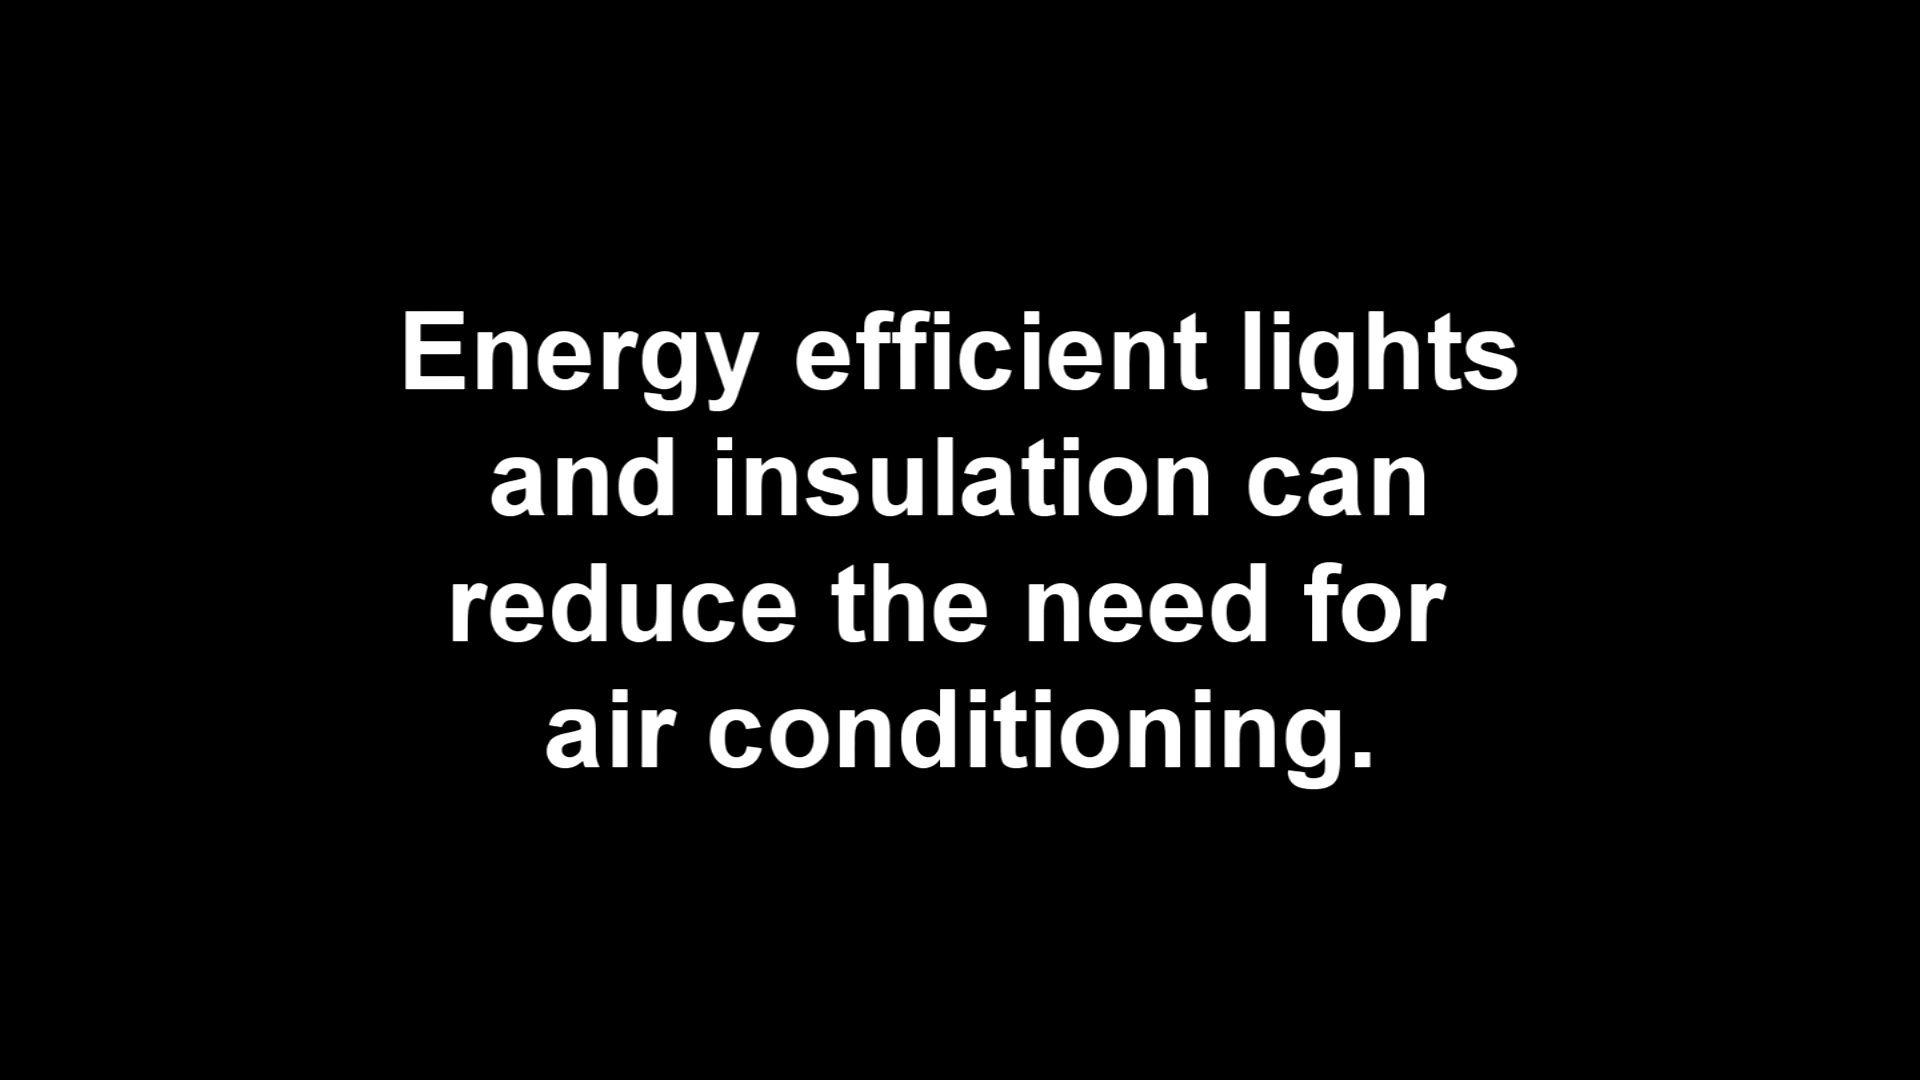 Energy efficient lights
and insulation can
reduce the need for
air conditioning.